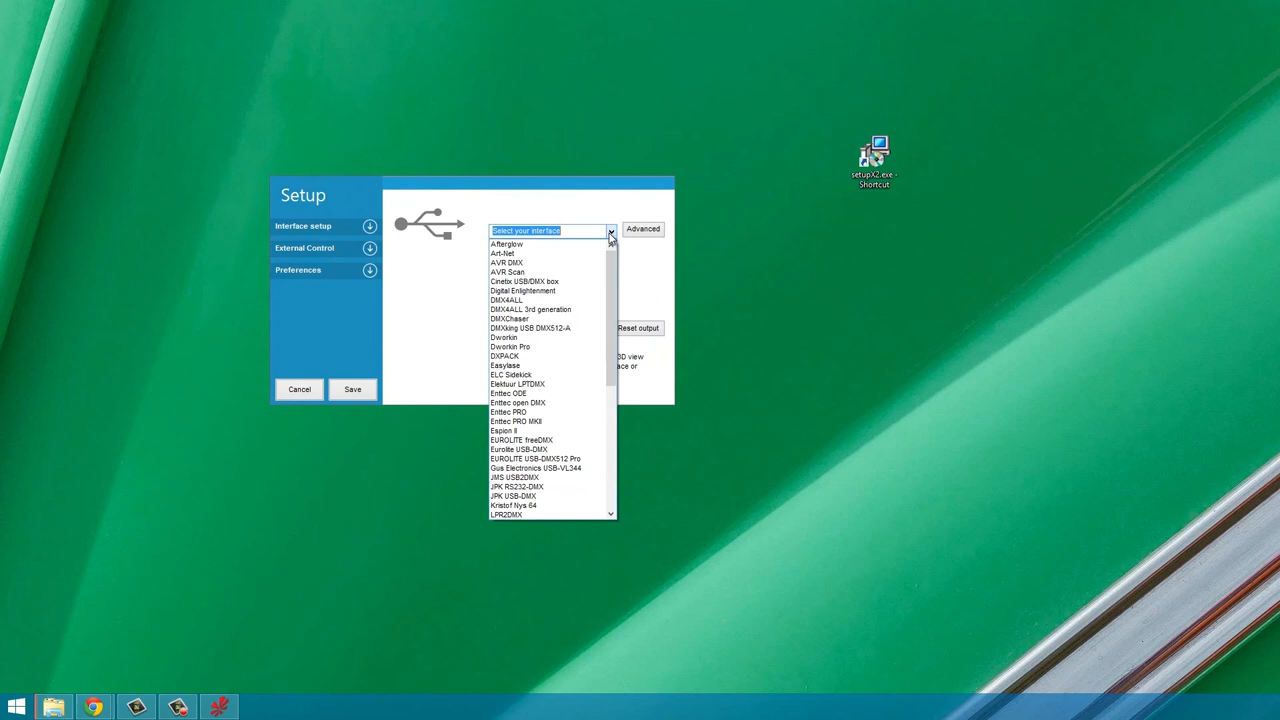 setupX2.exe -
Shortcut
Setup
Interface setup
External Control
Preferences
Cancel
Save
Select your interface
Advanced
Afterglow
Art-Net
AVR DMX
AVR Scan
Cinetix USB/DMX box
Digital Enlightenment
DMX4ALL
DMX4ALL 3rd generation
DMXChaser
DMXking USB DMX512-A
Dworkin
Dworkin Pro
DXPACK
Easylase
ELC Sidekick
Elektuur LPTDMX
Enttec ODE
Enttec open DMX
Enttec PRO
Enttec PRO MKII
Espion II
EUROLITE freeDMX
Eurolite USB-DMX
EUROLITE USB-DMX512 Pro
Gus Electronics USB-VL344
JMS USB2DMX
JPK RS232-DMX
JPK USB-DMX
Kristof Nys 64
LPR2DMX
Reset output
3D view
ace or